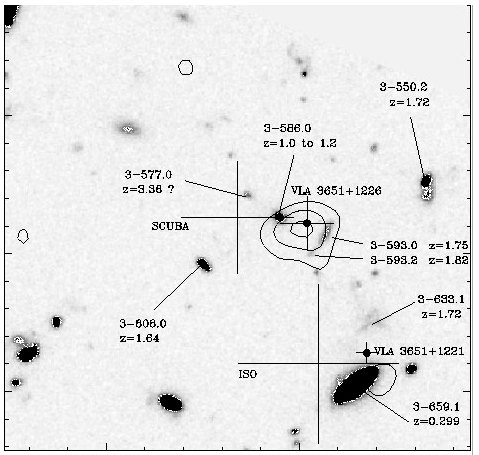 3-550.2
z=1.72
3-586.0
z=1.0 to 1.2
3-577.0
z=3.36 ?
VLA 3651+1226
SCUBA
3-593.0 z=1.75
3-593.2 z=1.82
3-633.1
z=1.72
3-606.0
z=1.64
VLA 3651+1221
ISO
3-659.1
z=0.299